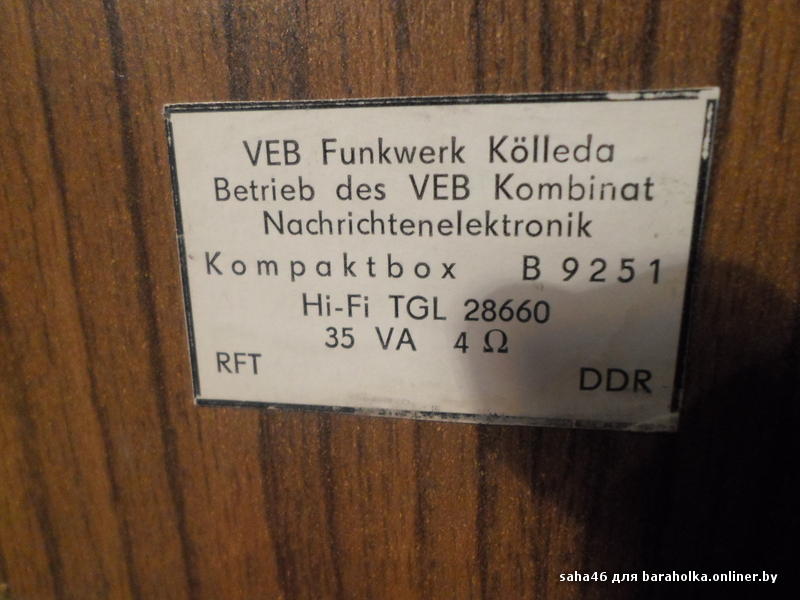 VEB Funkwerk Kölleda
Betrieb des VEB Kombinat
Nachrichtenelektronik
Kompaktbox B 9251
Hi-Fi TGL 28660
35 VA 4 Ω
RFT DDR
saha46 для baraholka.onliner.by